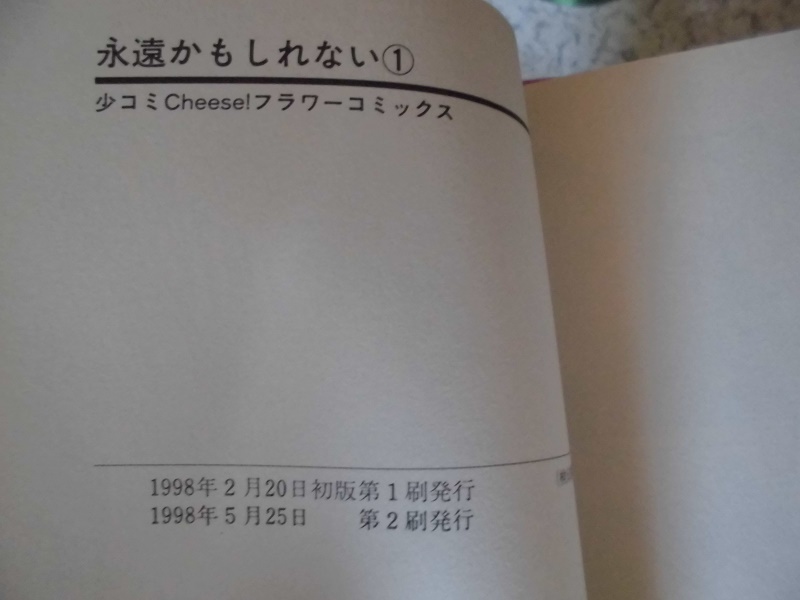 永遠かもしれない①
少コミCheese!フラワーコミックス
1998年2月20日初版第1刷発行
1998年5月25日 第2刷発行